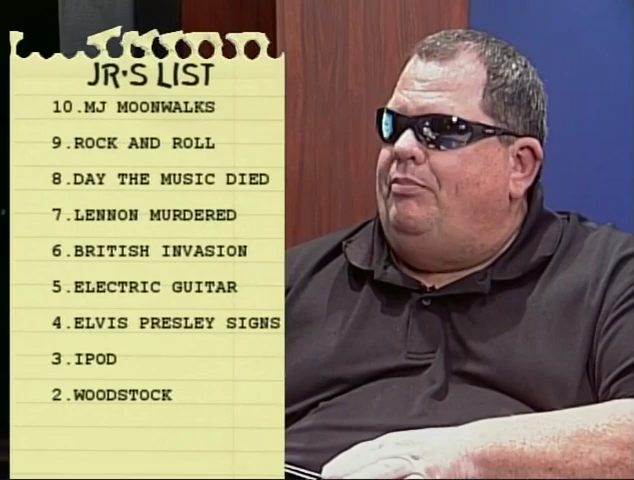 JR'S LIST
10.MJ MOONWALKS
9.ROCK AND ROLL
8.DAY THE MUSIC DIED
7.LENNON MURDERED
6.BRITISH INVASION
5.ELECTRIC GUITAR
4.ELVIS PRESLEY SIGNS
3.IPOD
2.WOODSTOCK